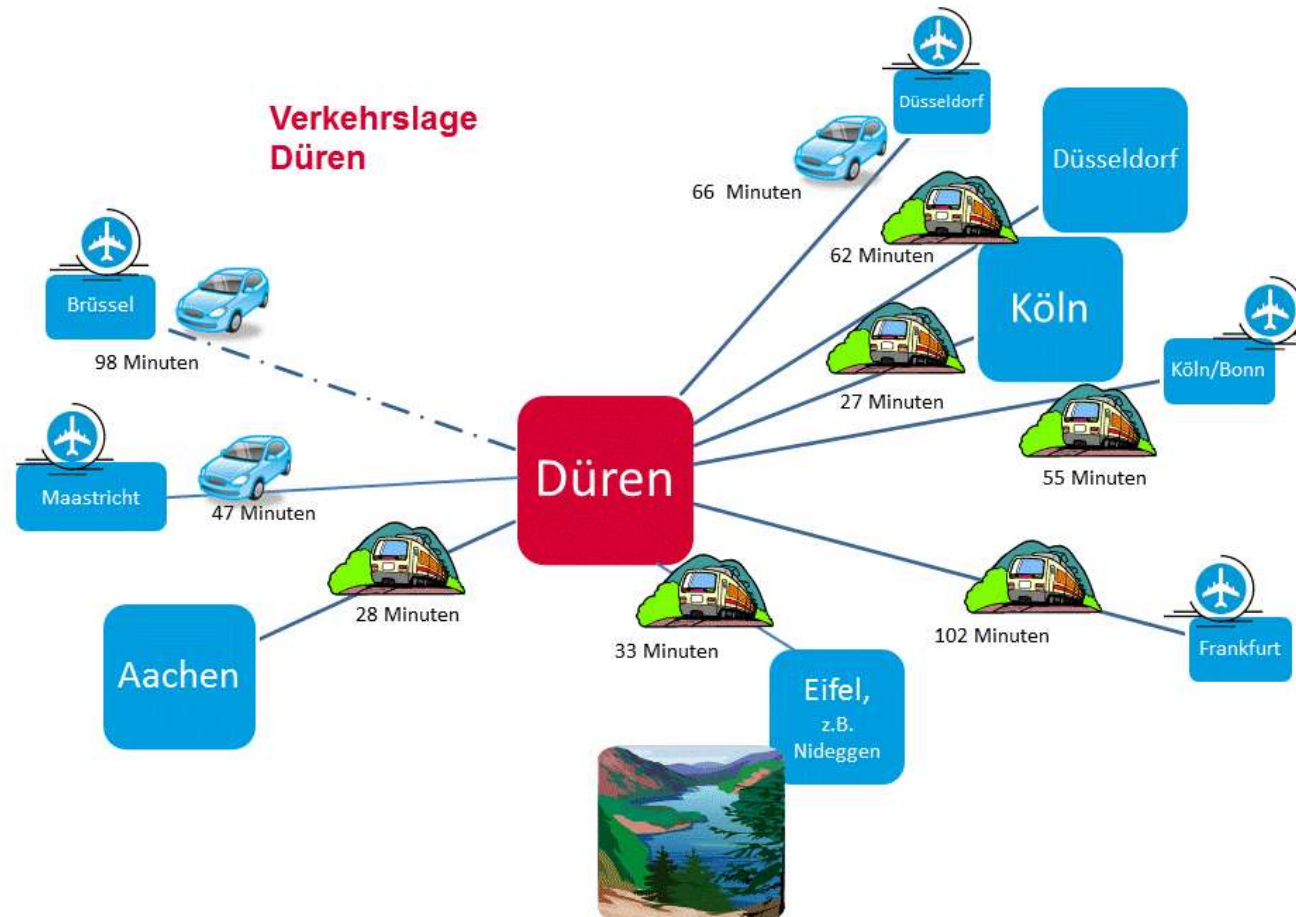 Verkehrslage
Düren
Düsseldorf
Düsseldorf
66 Minuten
62 Minuten
Brüssel
98 Minuten
Köln
Köln/Bonn
27 Minuten
55 Minuten
Düren
Maastricht
47 Minuten
28 Minuten
33 Minuten
102 Minuten
Frankfurt
Aachen
Eifel,
z.B.
Nideggen